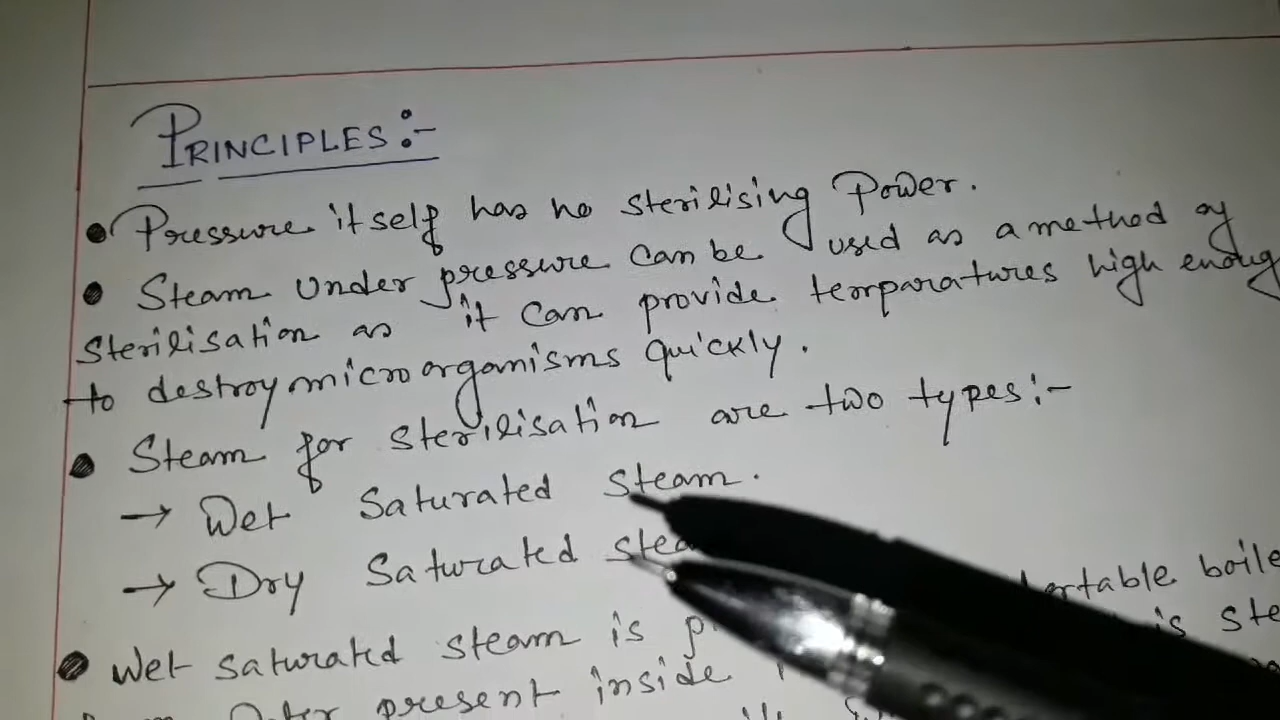 PRINCIPLES:-
Pressure itself has no sterilising Power.
Steam under pressure can be used as a method of
sterilisation as it can provide temparatures high
to destroy microorganisms quickly.
Steam for sterilisation are two types:-
→ Wet Saturated steam.
→ Dry Saturated
Wet saturated steam is
present inside